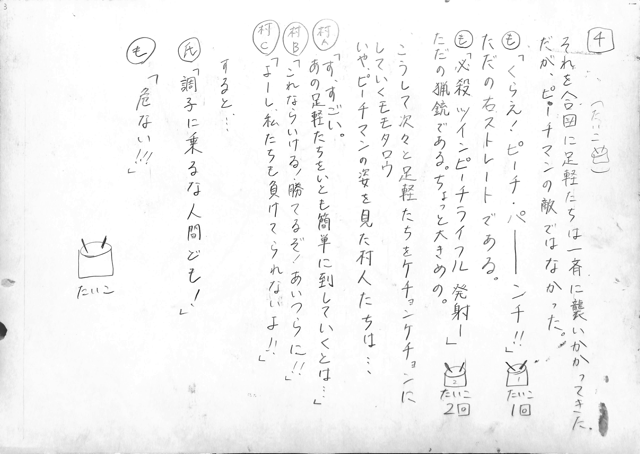 4
(たいこ)
それを合図に足軽たちは一斉に襲いかかってきた。
だが、ピーチマンの敵ではなかった。
も「くらえ!ピーチ・パーーンチ!!」
たいこ
1回
ただの右ストレートである。
も「必殺ツインピーチライフル発射ー」
たいこ
2回
ただの猟銃である。ちょっと大きめの。
こうして次々と足軽たちをケチョンケチョンに
していくモモタロウ
いや、ピーチマンの姿を見た村人たちは…
村A「す、すごい。
あの足軽たちをいとも簡単に倒していくとは…」
村B「これならいける!勝てるぞ!あいつらに!!」
村C「よーし、私たちも負けてられないよ!!」
すると…
氏「調子に乗るな人間ども!」
も「危ない!!」
たいこ